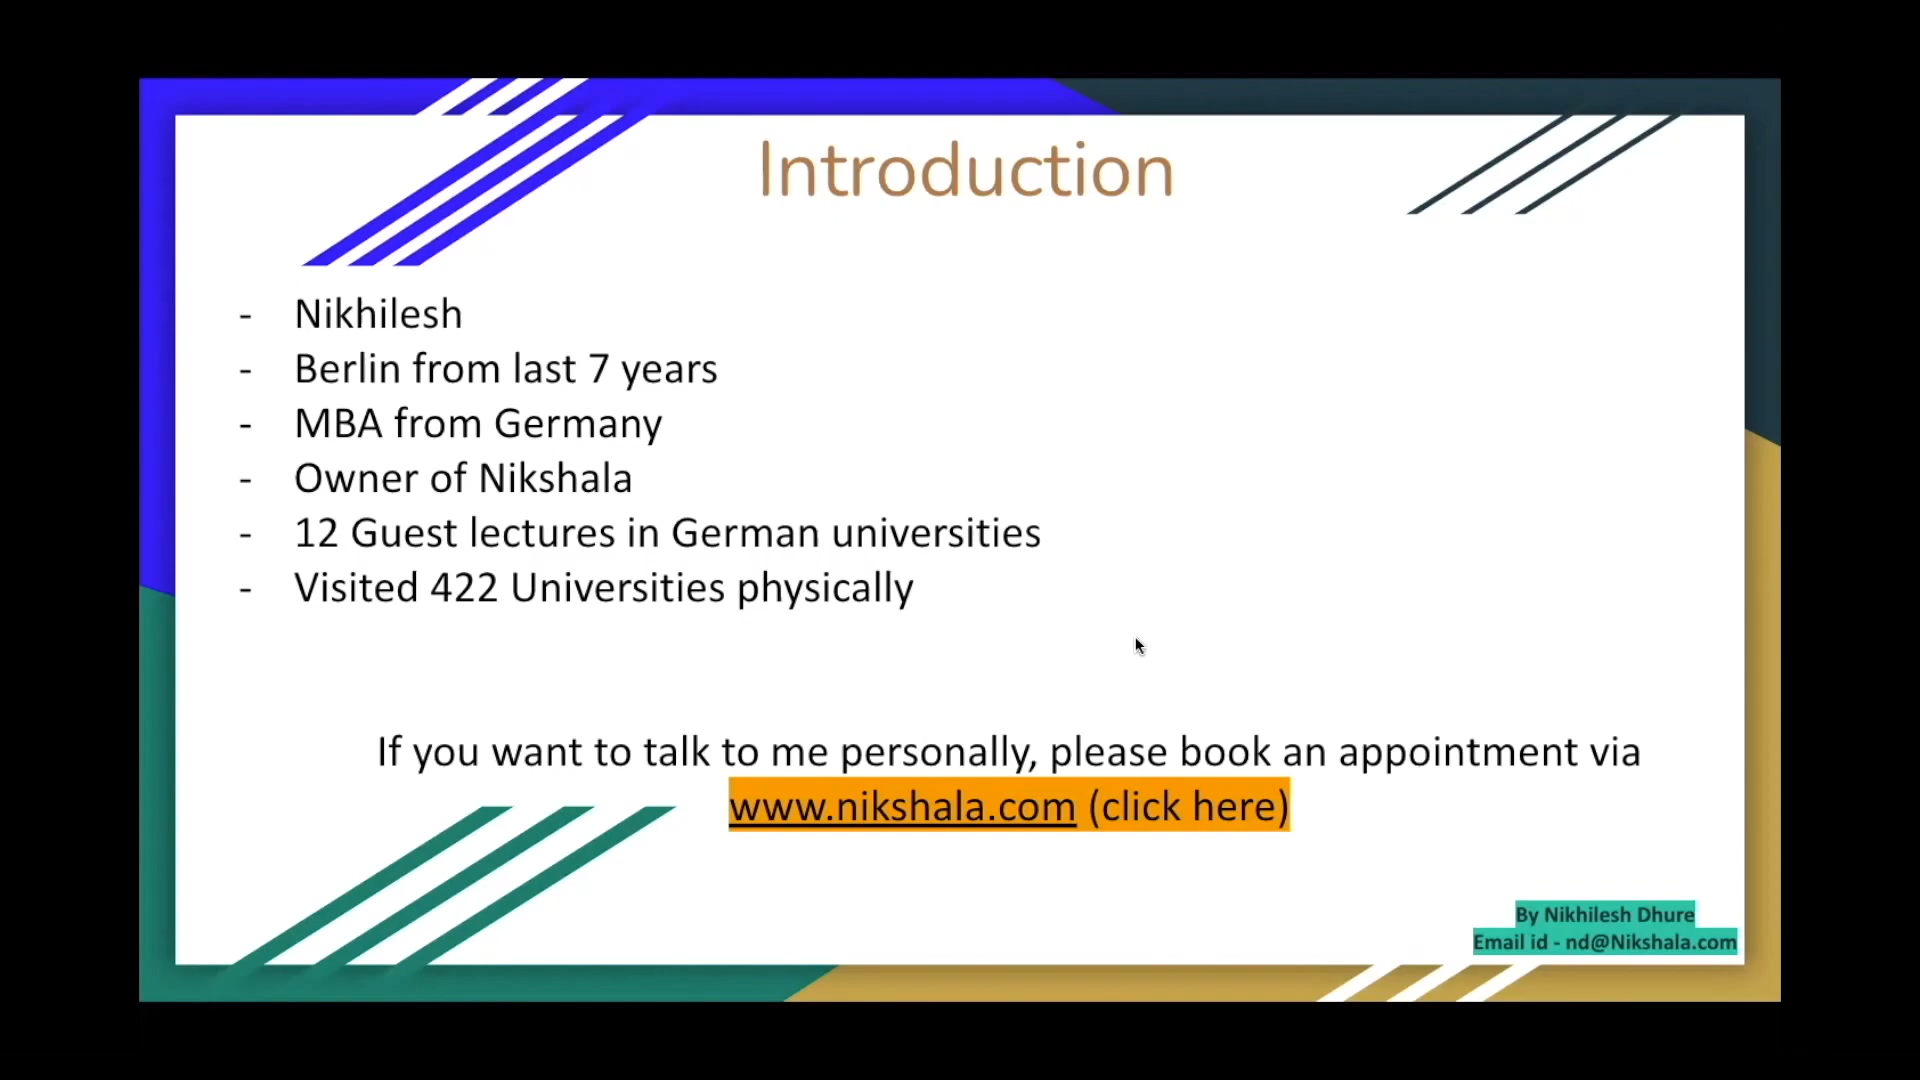 Introduction
- Nikhilesh
- Berlin from last 7 years
- MBA from Germany
- Owner of Nikshala
- 12 Guest lectures in German universities
- Visited 422 Universities physically
If you want to talk to me personally, please book an appointment via
www.nikshala.com (click here)
By Nikhilesh Dhure
Email id - nd@Nikshala.com